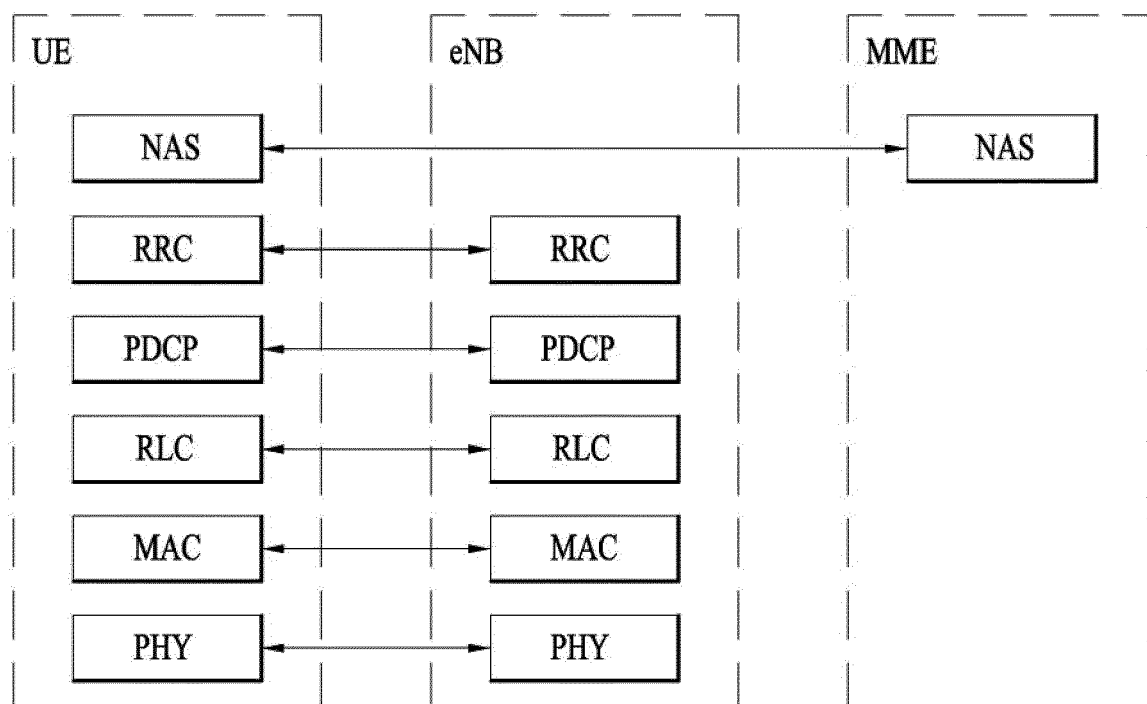 UE eNB MME
NAS NAS
RRC RRC
PDCP PDCP
RLC RLC
MAC MAC
PHY PHY